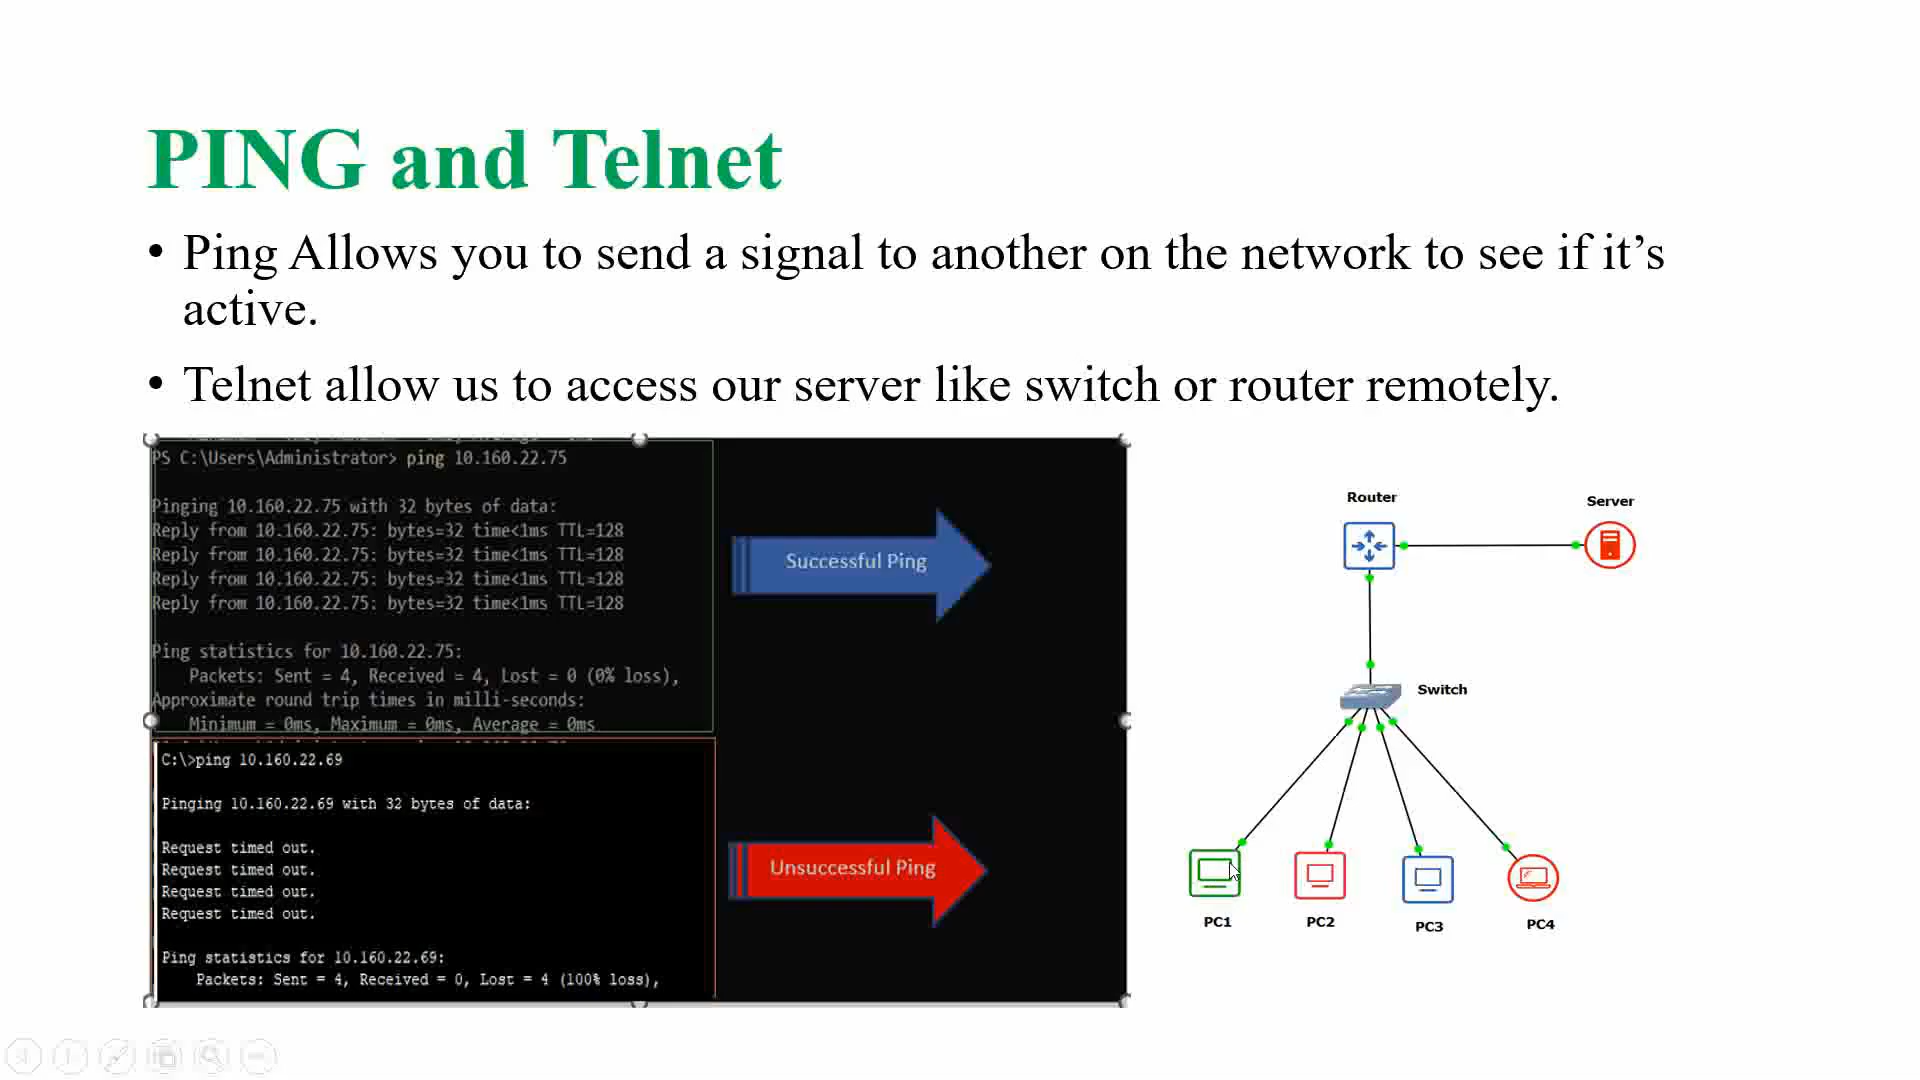 PING and Telnet
• Ping Allows you to send a signal to another on the network to see if it’s
active.
• Telnet allow us to access our server like switch or router remotely.
PS C:\Users\Administrator> ping 10.160.22.75
Pinging 10.160.22.75 with 32 bytes of data:
Reply from 10.160.22.75: bytes=32 time<1ms TTL=128
Reply from 10.160.22.75: bytes=32 time<1ms TTL=128
Reply from 10.160.22.75: bytes=32 time<1ms TTL=128
Reply from 10.160.22.75: bytes=32 time<1ms TTL=128
Ping statistics for 10.160.22.75:
Packets: Sent = 4, Received = 4, Lost = 0 (0% loss),
Approximate round trip times in milli-seconds:
Minimum = 0ms, Maximum = 0ms, Average = 0ms
Successful Ping
C:\>ping 10.160.22.69
Pinging 10.160.22.69 with 32 bytes of data:
Request timed out.
Request timed out.
Request timed out.
Request timed out.
Ping statistics for 10.160.22.69:
Packets: Sent = 4, Received = 0, Lost = 4 (100% loss),
Unsuccessful Ping
Router
Server
Switch
PC1
PC2
PC3
PC4